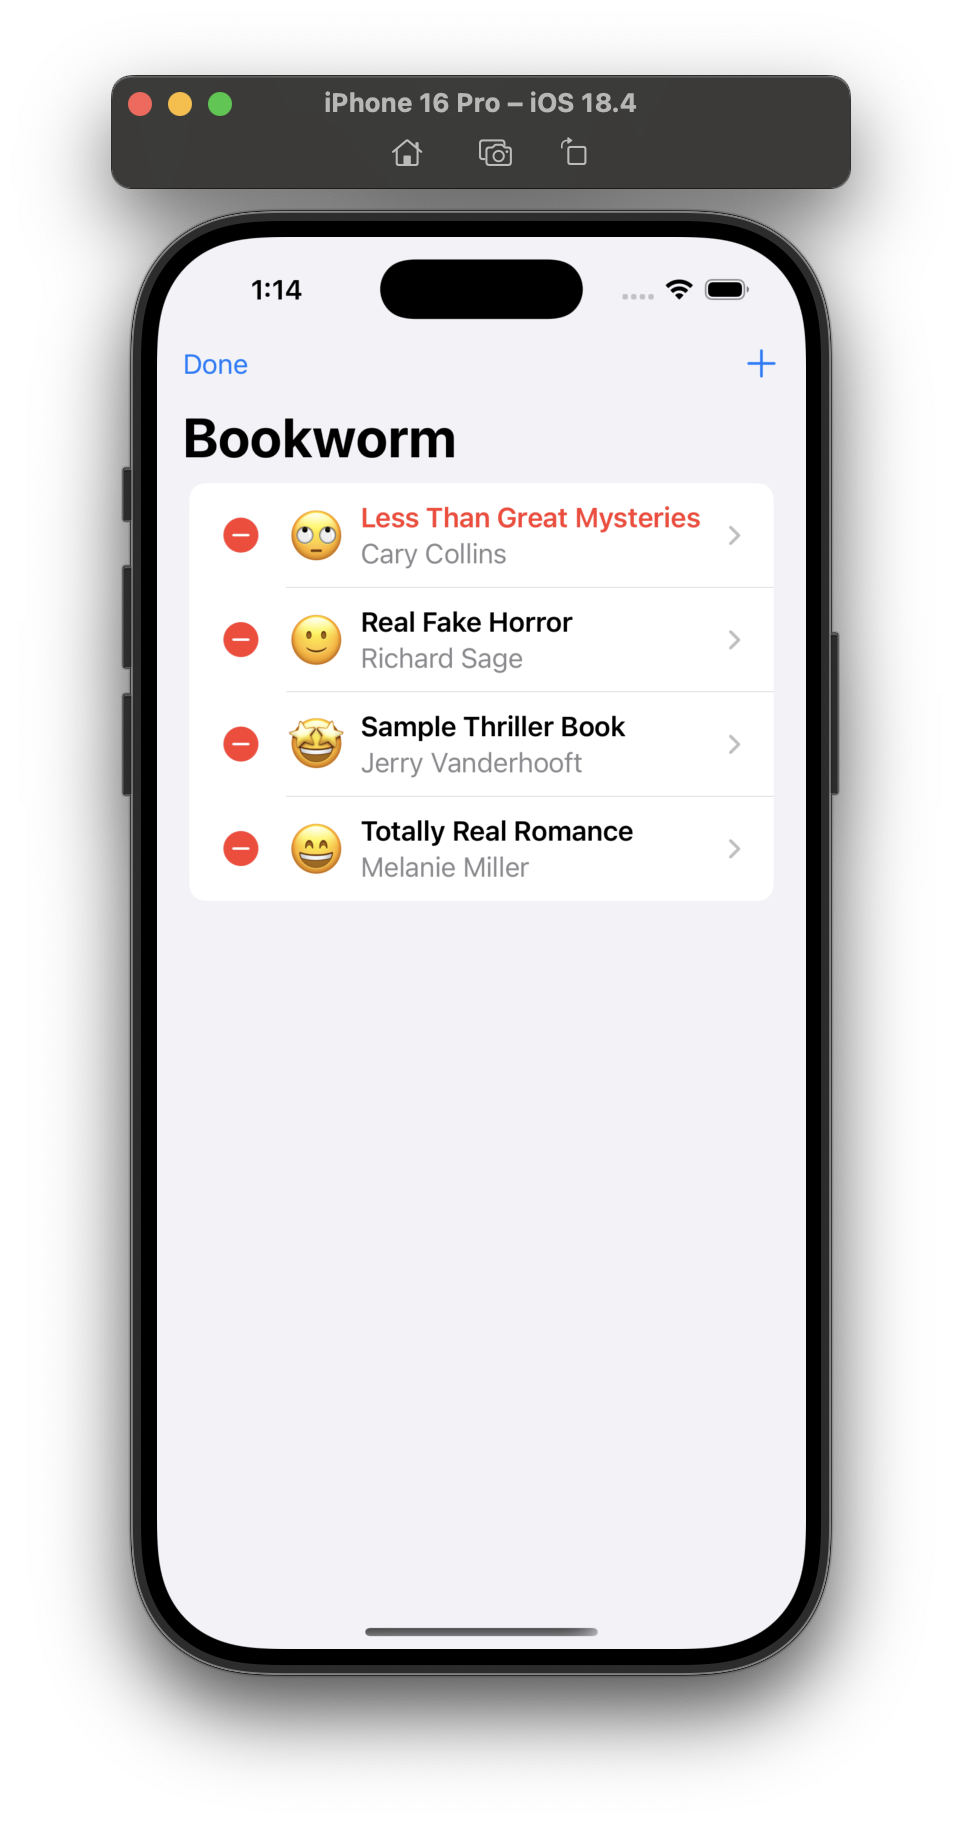 iPhone 16 Pro – iOS 18.4
1:14
Done
Bookworm
Less Than Great Mysteries
Cary Collins
Real Fake Horror
Richard Sage
Sample Thriller Book
Jerry Vanderhooft
Totally Real Romance
Melanie Miller